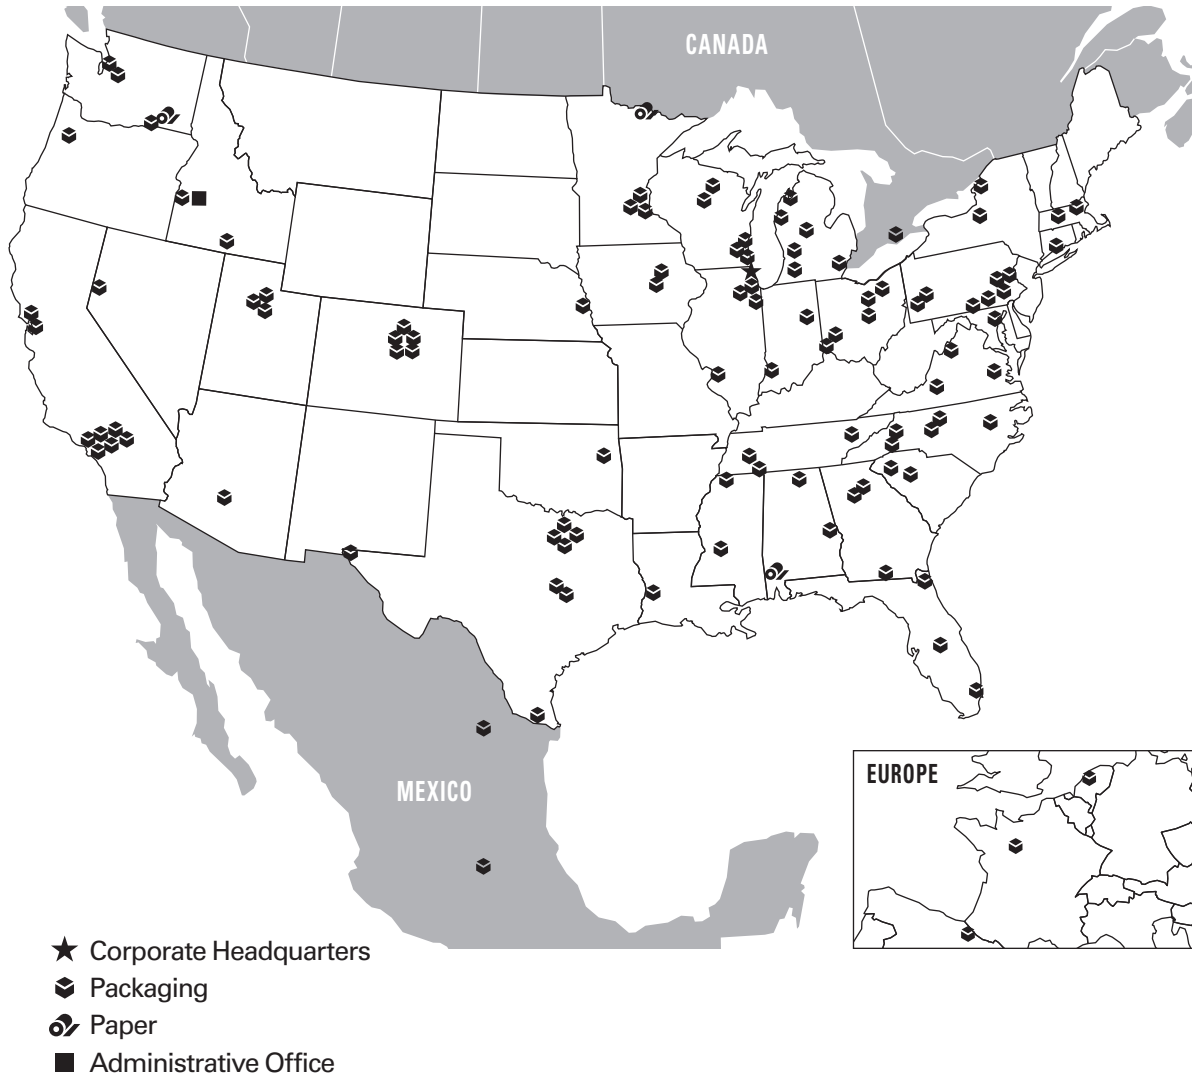 CANADA
EUROPE
MEXICO
Corporate Headquarters
Packaging
Paper
Administrative Office